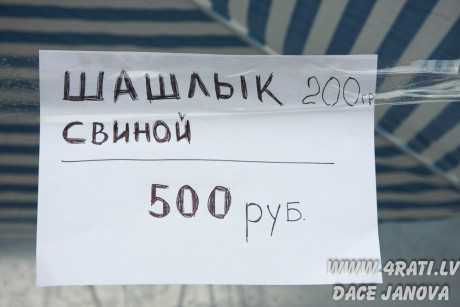 ШАШЛЫК 200гр
СВИНОЙ
500 руб.
WWW.4RATI.LV
DACE JANOVA